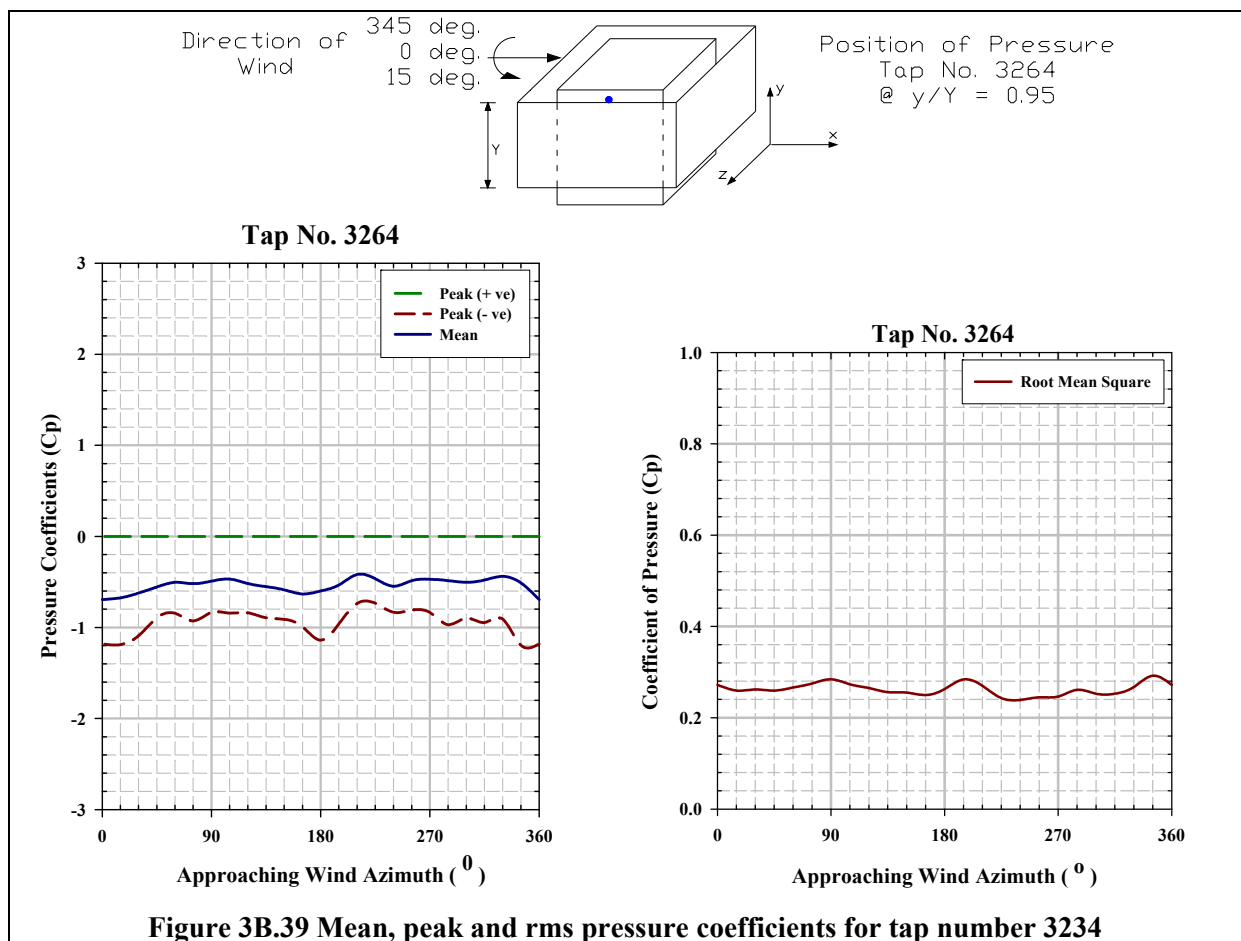 Direction of
Wind
345 deg.
0 deg.
15 deg.
Position of Pressure
Tap No. 3264
@ y/Y = 0.95
Y
y
x
z
Tap No. 3264
Peak (+ ve)
Peak (- ve)
Mean
3
2
1
0
-1
-2
-3
Pressure Coefficients (Cp)
0
90
180
270
360
Approaching Wind Azimuth ( 0 )
Tap No. 3264
Root Mean Square
1.0
0.8
0.6
0.4
0.2
0.0
Coefficient of Pressure (Cp)
0
90
180
270
360
Approaching Wind Azimuth ( o )
Figure 3B.39 Mean, peak and rms pressure coefficients for tap number 3234